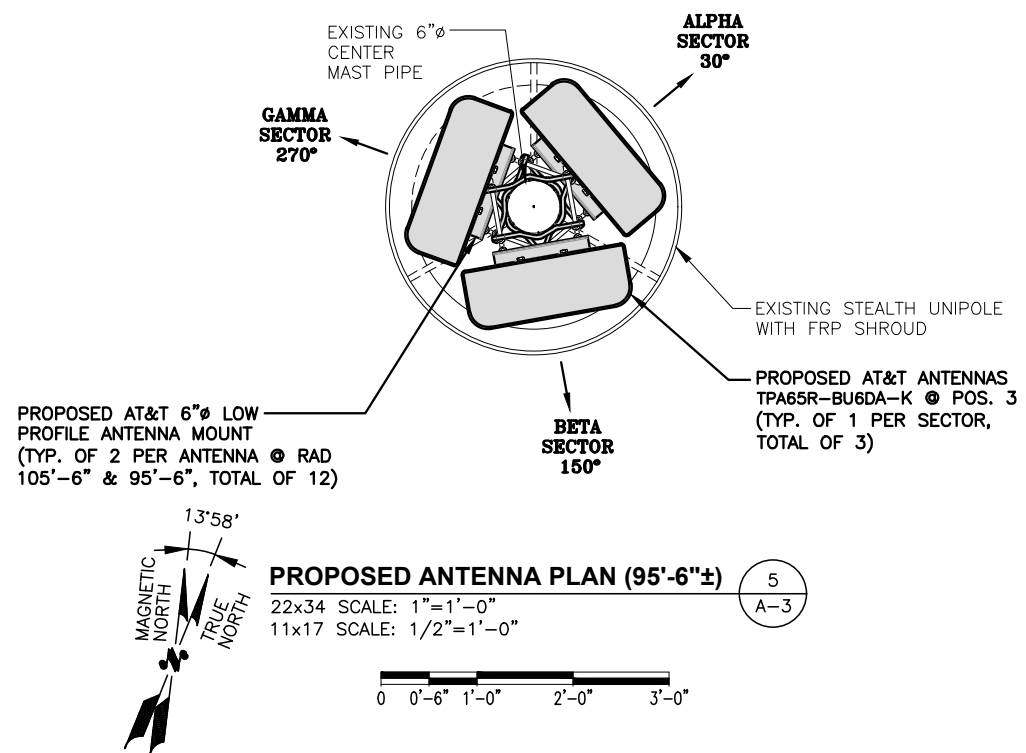 EXISTING 6"ø
CENTER
MAST PIPE
ALPHA
SECTOR
30°
GAMMA
SECTOR
270°
EXISTING STEALTH UNIPOLE
WITH FRP SHROUD
PROPOSED AT&T ANTENNAS
TPA65R-BU6DA-K @ POS. 3
(TYP. OF 1 PER SECTOR,
TOTAL OF 3)
PROPOSED AT&T 6"ø LOW
PROFILE ANTENNA MOUNT
(TYP. OF 2 PER ANTENNA @ RAD
105'-6" & 95'-6", TOTAL OF 12)
BETA
SECTOR
150°
13°58'
MAGNETIC
NORTH
TRUE
NORTH
N
PROPOSED ANTENNA PLAN (95'-6"±)
22x34 SCALE: 1"=1'-0"
11x17 SCALE: 1/2"=1'-0"
5
A-3
0 0'-6" 1'-0" 2'-0" 3'-0"